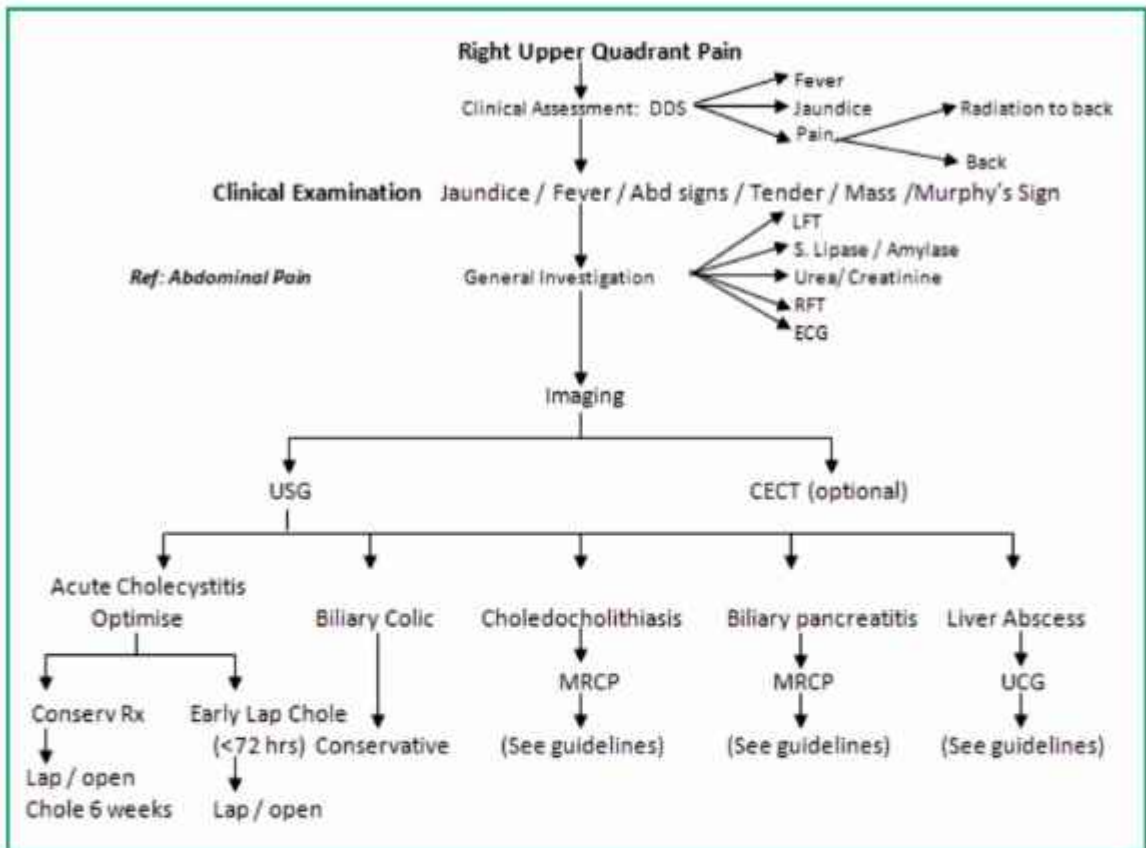 Right Upper Quadrant Pain
Fever
Clinical Assessment: DDS
Jaundice
Radiation to back
Pain
Back
Clinical Examination Jaundice / Fever / Abd signs / Tender / Mass /Murphy's Sign
LFT
S. Lipase / Amylase
Ref: Abdominal Pain
General Investigation
Urea/ Creatinine
RFT
ECG
Imaging
USG
CECT (optional)
Acute Cholecystitis
Optimise
Biliary Colic
Choledocholithiasis
Biliary pancreatitis
Liver Abscess
MRCP
MRCP
UCG
Conserv Rx
Early Lap Chole
(<72 hrs)
Conservative
(See guidelines)
(See guidelines)
(See guidelines)
Lap / open
Chole 6 weeks
Lap / open